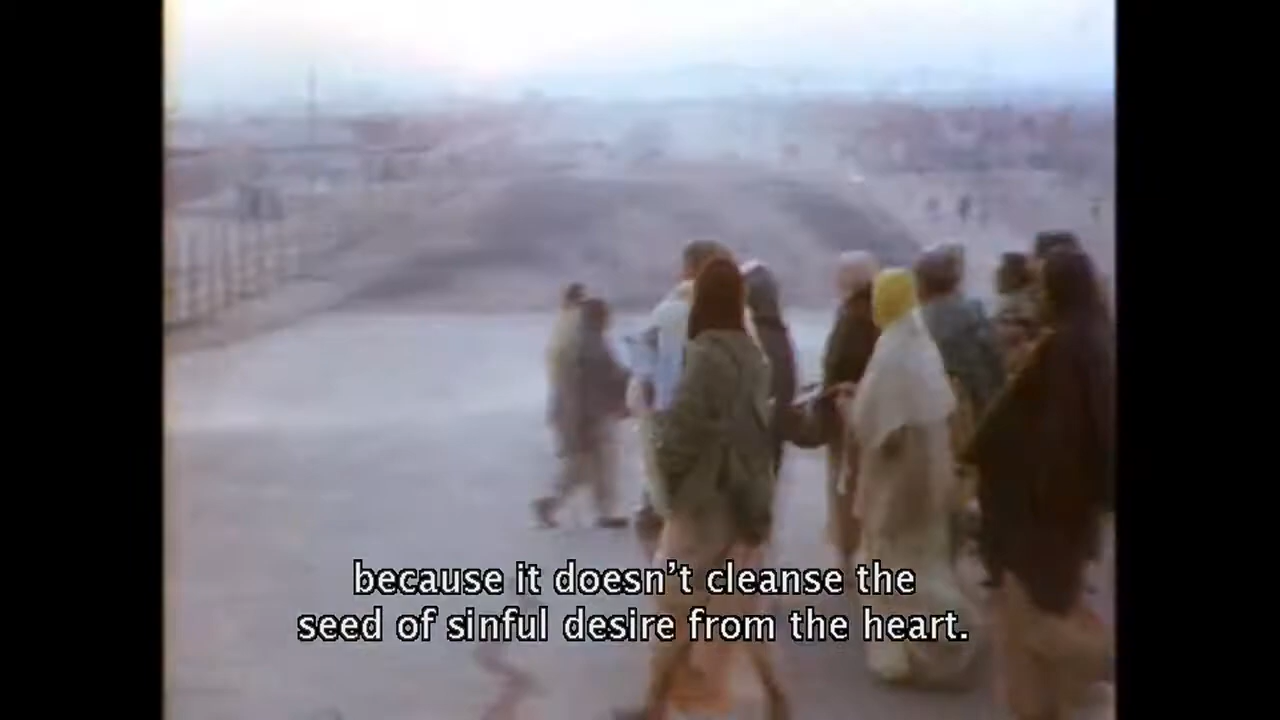 because it doesn't cleanse the
seed of sinful desire from the heart.